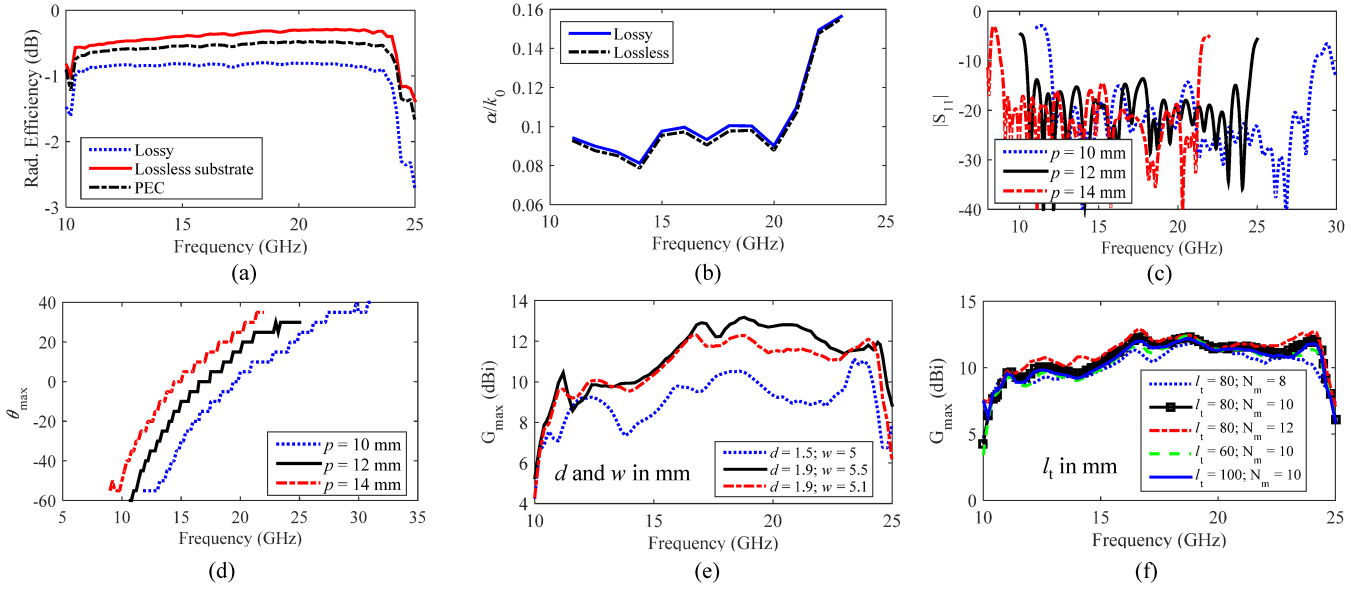 0
-1
-2
-3
Rad. Efficiency (dB)
Lossy
Lossless substrate
PEC
10
15
20
25
Frequency (GHz)
(a)
0.16
0.14
0.12
0.1
0.08
0.06
α/k0
Lossy
Lossless
10
15
20
25
Frequency (GHz)
(b)
0
-10
-20
-30
-40
|S11|
p = 10 mm
p = 12 mm
p = 14 mm
10
15
20
25
30
Frequency (GHz)
(c)
40
20
0
-20
-40
-60
θmax
p = 10 mm
p = 12 mm
p = 14 mm
5
10
15
20
25
30
35
Frequency (GHz)
(d)
14
12
10
8
6
4
Gmax (dBi)
d and w in mm
d = 1.5; w = 5
d = 1.9; w = 5.5
d = 1.9; w = 5.1
10
15
20
25
Frequency (GHz)
(e)
15
10
5
0
Gmax (dBi)
lt in mm
lt = 80; Nm = 8
lt = 80; Nm = 10
lt = 80; Nm = 12
lt = 60; Nm = 10
lt = 100; Nm = 10
10
15
20
25
Frequency (GHz)
(f)